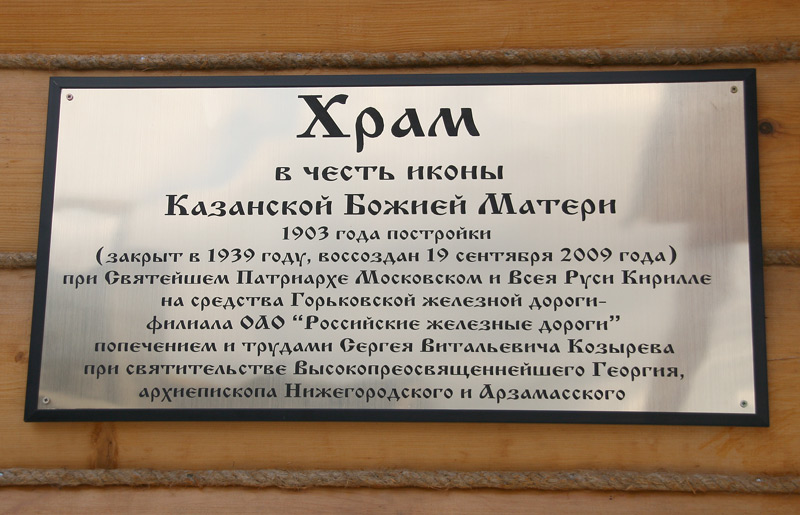 Храм
в честь иконы
Казанской Божией Матери
1903 года постройки
(закрыт в 1939 году, воссоздан 19 сентября 2009 года)
при Святейшем Патриархе Московском и Всея Руси Кирилле
на средства Горьковской железной дороги-
филиала ОАО "Российские железные дороги"
попечением и трудами Сергея Витальевича Козырева
при святительстве Высокопреосвященнейшего Георгия,
архиепископа Нижегородского и Арзамасского